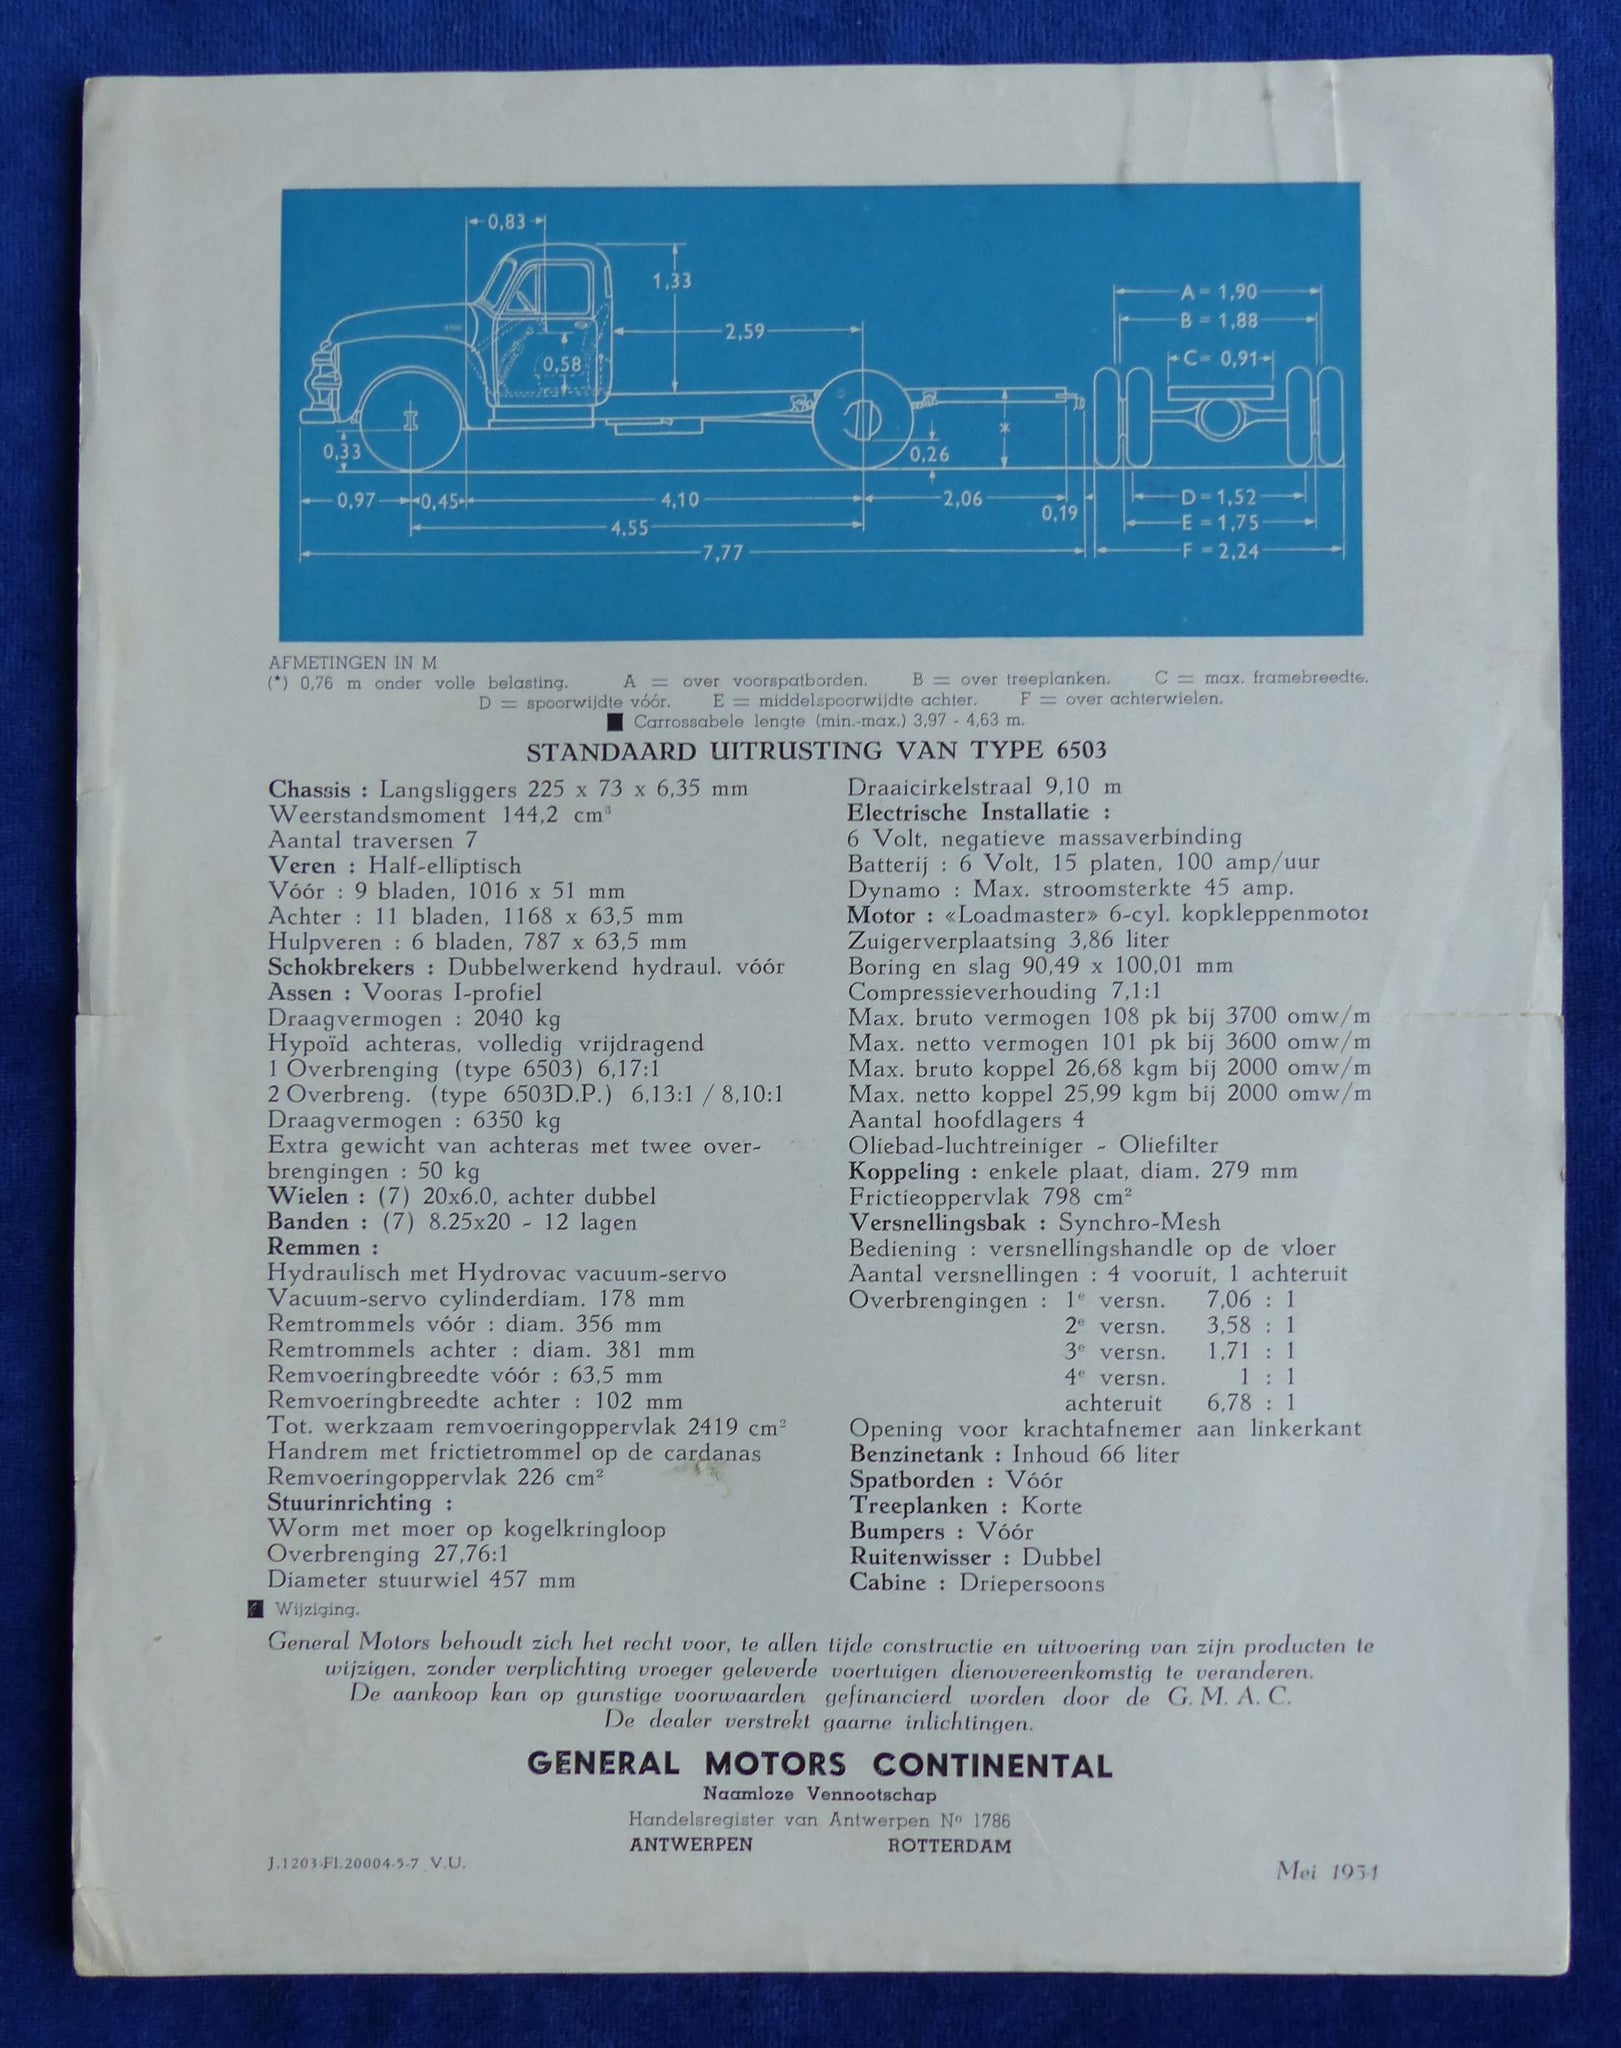 0,83
1,33
2,59
0,58
0,33
0,26
*
0,97
0,45
4,10
2,06
0,19
4,55
7,77
A = 1,90
B = 1,88
C = 0,91
D = 1,52
E = 1,75
F = 2,24
AFMETINGEN IN M
(*) 0,76 m onder volle belasting. A = over voorspatborden. B = over treeplanken. C = max. framebreedte.
D = spoorwijdte vóór. E = middelspoorwijdte achter. F = over achterwielen.
■ Carrossabele lengte (min.-max.) 3,97 - 4,63 m.
STANDAARD UITRUSTING VAN TYPE 6503
Chassis : Langsliggers 225 x 73 x 6,35 mm
Weerstandsmoment 144,2 cm³
Aantal traversen 7
Veren : Half-elliptisch
Vóór : 9 bladen, 1016 x 51 mm
Achter : 11 bladen, 1168 x 63,5 mm
Hulpveren : 6 bladen, 787 x 63,5 mm
Schokbrekers : Dubbelwerkend hydraul. vóór
Assen : Vooras I-profiel
Draagvermogen : 2040 kg
Hypoïd achteras, volledig vrijdragend
1 Overbrenging (type 6503) 6,17:1
2 Overbreng. (type 6503D.P.) 6,13:1 / 8,10:1
Draagvermogen : 6350 kg
Extra gewicht van achteras met twee over-
brengingen : 50 kg
Wielen : (7) 20x6.0, achter dubbel
Banden : (7) 8.25x20 - 12 lagen
Remmen :
Hydraulisch met Hydrovac vacuum-servo
Vacuum-servo cylinderdiam. 178 mm
Remtrommels vóór : diam. 356 mm
Remtrommels achter : diam. 381 mm
Remvoeringbreedte vóór : 63,5 mm
Remvoeringbreedte achter : 102 mm
Tot. werkzaam remvoeringoppervlak 2419 cm²
Handrem met frictietrommel op de cardanas
Remvoeringoppervlak 226 cm²
Stuurinrichting :
Worm met moer op kogelkringloop
Overbrenging 27,76:1
Diameter stuurwiel 457 mm
■ Wijziging.
Draaicirkelstraal 9,10 m
Electrische Installatie :
6 Volt, negatieve massaverbinding
Batterij : 6 Volt, 15 platen, 100 amp/uur
Dynamo : Max. stroomsterkte 45 amp.
Motor : «Loadmaster» 6-cyl. kopkleppenmotor
Zuigerverplaatsing 3,86 liter
Boring en slag 90,49 x 100,01 mm
Compressieverhouding 7,1:1
Max. bruto vermogen 108 pk bij 3700 omw/m
Max. netto vermogen 101 pk bij 3600 omw/m
Max. bruto koppel 26,68 kgm bij 2000 omw/m
Max. netto koppel 25,99 kgm bij 2000 omw/m
Aantal hoofdlagers 4
Oliebad-luchtreiniger - Oliefilter
Koppeling : enkele plaat, diam. 279 mm
Frictieoppervlak 798 cm²
Versnellingsbak : Synchro-Mesh
Bediening : versnellingshandle op de vloer
Aantal versnellingen : 4 vooruit, 1 achteruit
Overbrengingen : 1e versn. 7,06 : 1
2e versn. 3,58 : 1
3e versn. 1,71 : 1
4e versn. 1 : 1
achteruit 6,78 : 1
Opening voor krachtafnemer aan linkerkant
Benzinetank : Inhoud 66 liter
Spatborden : Vóór
Treeplanken : Korte
Bumpers : Vóór
Ruitenwisser : Dubbel
Cabine : Driepersoons
General Motors behoudt zich het recht voor, te allen tijde constructie en uitvoering van zijn producten te
wijzigen, zonder verplichting vroeger geleverde voertuigen dienovereenkomstig te veranderen.
De aankoop kan op gunstige voorwaarden gefinancierd worden door de G. M. A. C.
De dealer verstrekt gaarne inlichtingen.
GENERAL MOTORS CONTINENTAL
Naamloze Vennootschap
Handelsregister van Antwerpen Nº 1786
ANTWERPEN ROTTERDAM
J.1203-Fl.20004-5-7 V.U.
Mei 1954